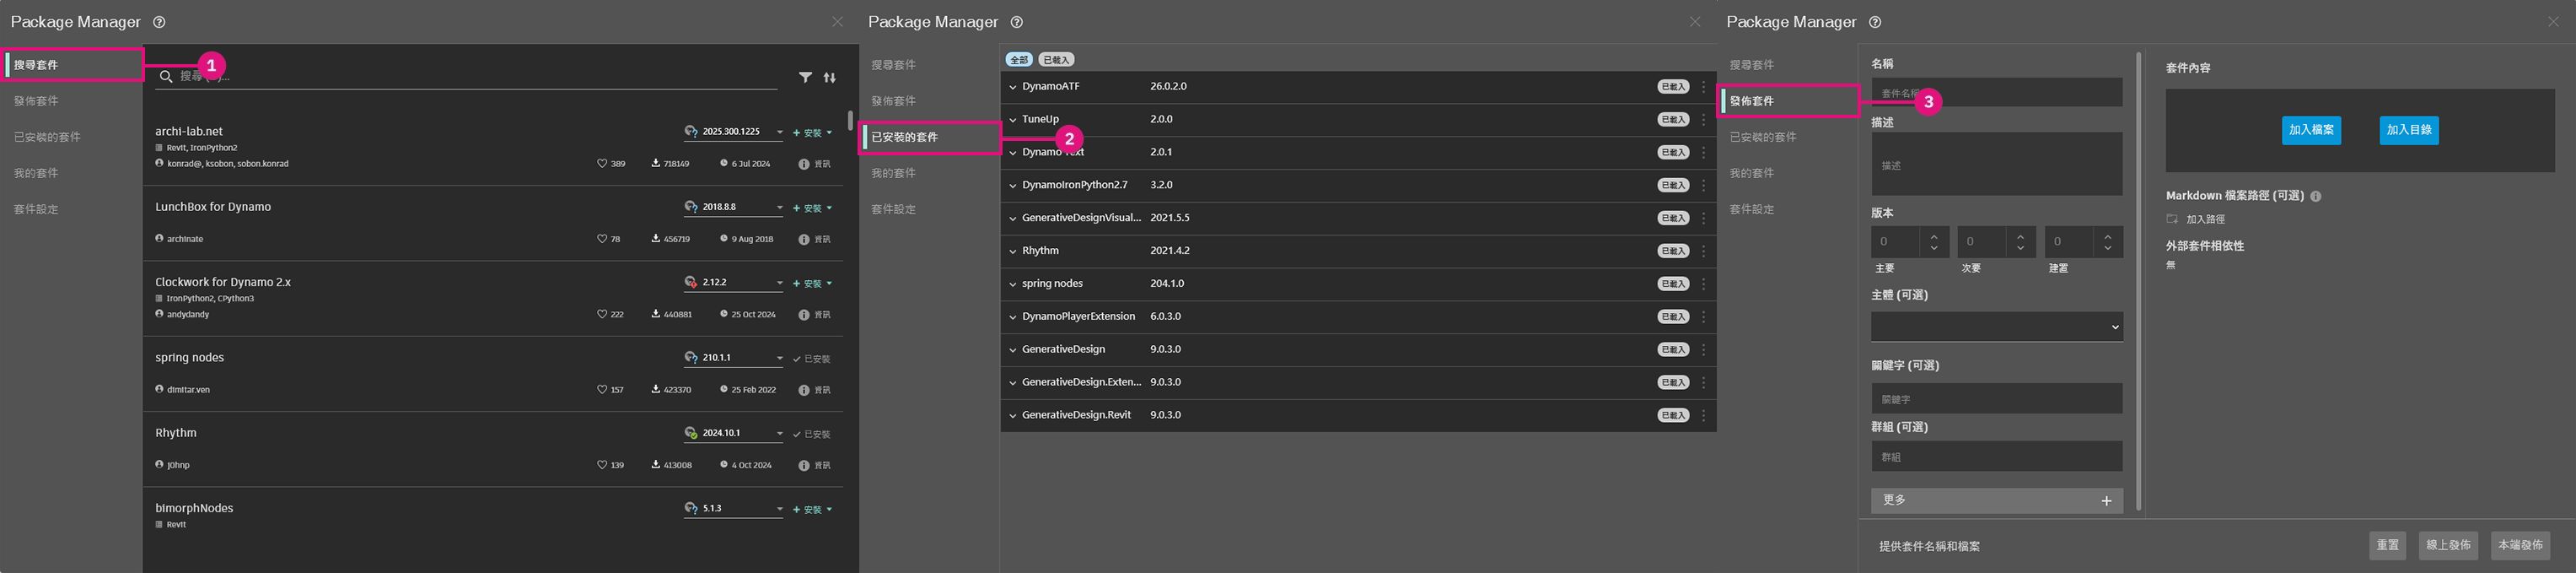 Package Manager
搜尋套件
發佈套件
已安裝的套件
我的套件
套件設定
1
搜尋
archi-lab.net
2025.300.1225
安裝
Revit, IronPython2
konrad@, ksobon, sobon.konrad
389
718149
6 Jul 2024
資訊
LunchBox for Dynamo
2018.8.8
安裝
archinate
78
456719
9 Aug 2018
資訊
Clockwork for Dynamo 2.x
2.12.2
安裝
IronPython2, CPython3
andydandy
222
440881
25 Oct 2024
資訊
spring nodes
210.1.1
已安裝
dimitar.ven
157
423370
25 Feb 2022
資訊
Rhythm
2024.10.1
已安裝
john​p
139
413008
4 Oct 2024
資訊
bimorphNodes
5.1.3
安裝
Revit
Package Manager
搜尋套件
發佈套件
已安裝的套件
我的套件
套件設定
2
全部 已載入
DynamoATF 26.0.2.0 已載入
TuneUp 2.0.0 已載入
Dynamo Text 2.0.1 已載入
DynamoIronPython2.7 3.2.0 已載入
GenerativeDesignVisual... 2021.5.5 已載入
Rhythm 2021.4.2 已載入
spring nodes 204.1.0 已載入
DynamoPlayerExtension 6.0.3.0 已載入
GenerativeDesign 9.0.3.0 已載入
GenerativeDesign.Exten... 9.0.3.0 已載入
GenerativeDesign.Revit 9.0.3.0 已載入
Package Manager
搜尋套件
發佈套件
已安裝的套件
我的套件
套件設定
3
名稱
套件名稱
描述
描述
版本
0 0 0
主要 次要 建置
主體 (可選)
關鍵字 (可選)
關鍵字
群組 (可選)
群組
更多
套件內容
加入檔案 加入目錄
Markdown 檔案路徑 (可選)
加入路徑
外部套件相依性
無
提供套件名稱和檔案
重置 線上發佈 本端發佈